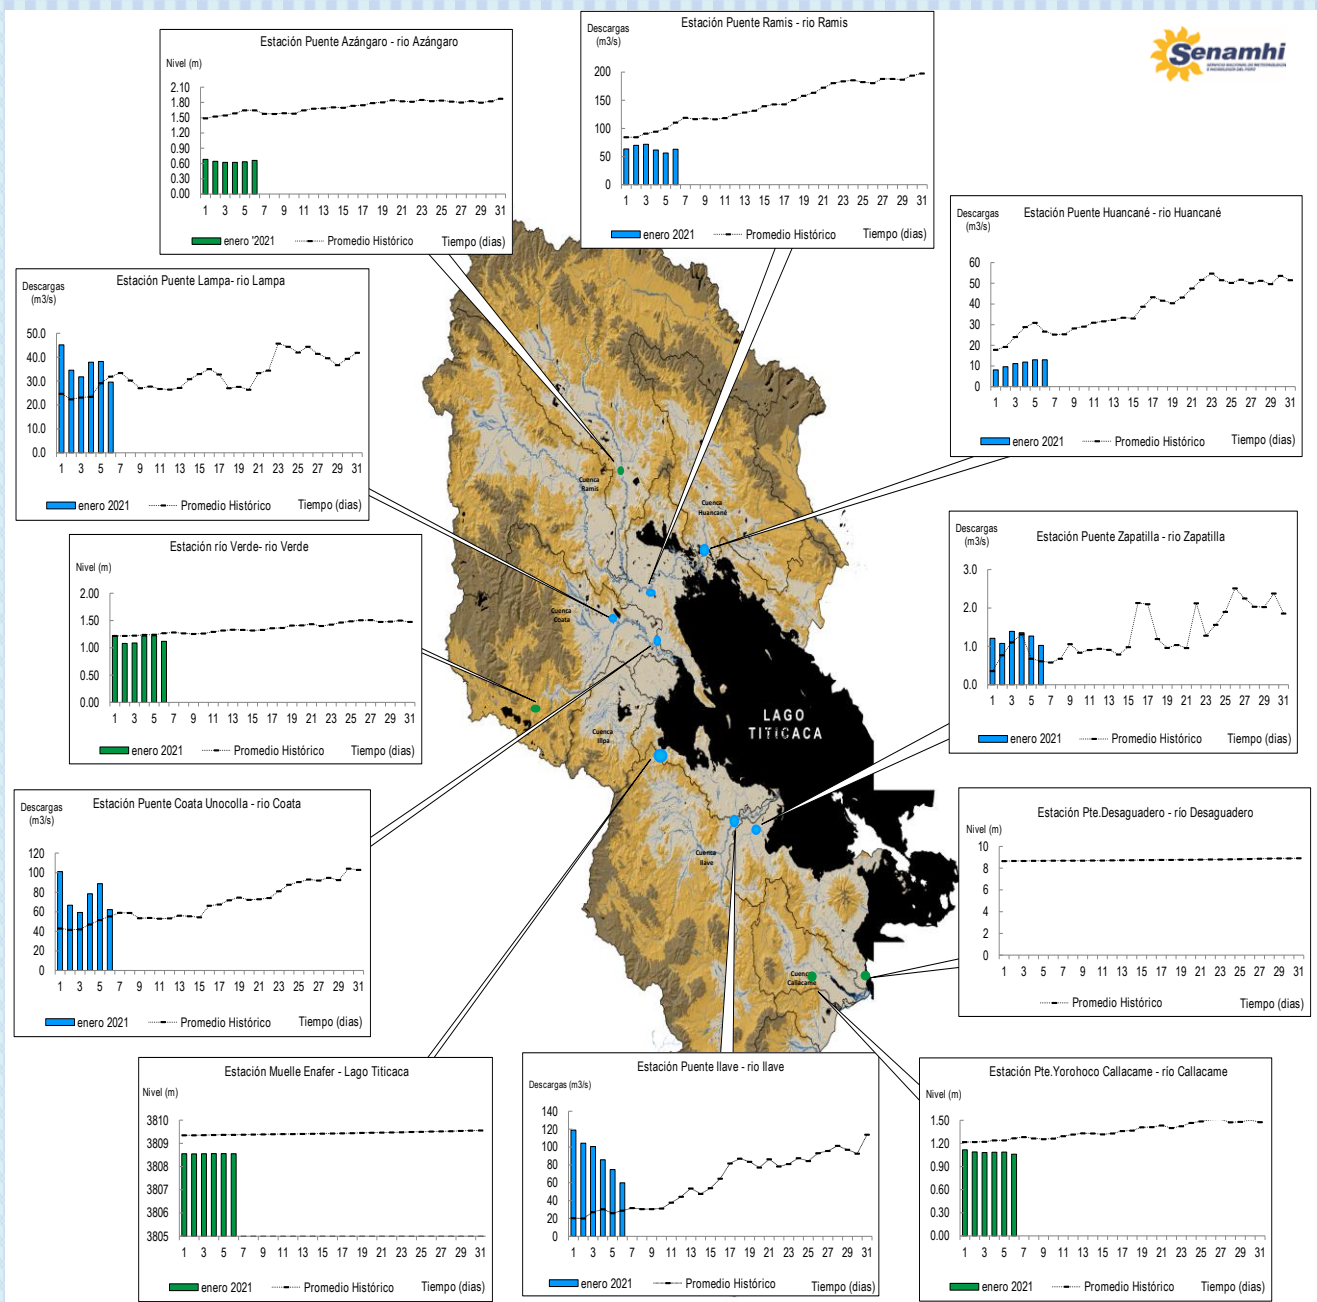 Senamhi
SERVICIO NACIONAL DE METEOROLOGÍA
E HIDROLOGÍA DEL PERÚ
Estación Puente Azángaro - rio Azángaro
Nivel (m)
2.10
1.80
1.50
1.20
0.90
0.60
0.30
0.00
1 3 5 7 9 11 13 15 17 19 21 23 25 27 29 31
enero '2021 Promedio Histórico Tiempo (dias)
Estación Puente Ramis - rio Ramis
Descargas
(m3/s)
200
150
100
50
0
1 3 5 7 9 11 13 15 17 19 21 23 25 27 29 31
enero 2021 Promedio Histórico Tiempo (dias)
Estación Puente Huancané - rio Huancané
Descargas
(m3/s)
60
50
40
30
20
10
0
1 3 5 7 9 11 13 15 17 19 21 23 25 27 29 31
enero 2021 Promedio Histórico Tiempo (dias)
Estación Puente Lampa- rio Lampa
Descargas
(m3/s)
50.0
40.0
30.0
20.0
10.0
0.0
1 3 5 7 9 11 13 15 17 19 21 23 25 27 29 31
enero 2021 Promedio Histórico Tiempo (dias)
Estación río Verde- rio Verde
Nivel (m)
2.00
1.50
1.00
0.50
0.00
1 3 5 7 9 11 13 15 17 19 21 23 25 27 29 31
enero 2021 Promedio Histórico Tiempo (dias)
Estación Puente Zapatilla - rio Zapatilla
Descargas
(m3/s)
3.0
2.0
1.0
0.0
1 3 5 7 9 11 13 15 17 19 21 23 25 27 29 31
enero 2021 Promedio Histórico Tiempo (dias)
Cuenca
Ramis
Cuenca
Huancané
Cuenca
Coata
Cuenca
Illpa
LAGO
TITICACA
Cuenca
Ilave
Cuenca
Callacame
Estación Puente Coata Unocolla - rio Coata
Descargas
(m3/s)
120
100
80
60
40
20
0
1 3 5 7 9 11 13 15 17 19 21 23 25 27 29 31
enero 2021 Promedio Histórico Tiempo (dias)
Estación Pte.Desaguadero - río Desaguadero
Nivel (m)
10
8
6
4
2
0
1 3 5 7 9 11 13 15 17 19 21 23 25 27 29 31
Promedio Histórico Tiempo (dias)
Estación Muelle Enafer - Lago Titicaca
Nivel (m)
3810
3809
3808
3807
3806
3805
1 3 5 7 9 11 13 15 17 19 21 23 25 27 29 31
enero 2021 Promedio Histórico Tiempo (dias)
Estación Puente Ilave - rio Ilave
Descargas (m3/s)
140
120
100
80
60
40
20
0
1 3 5 7 9 11 13 15 17 19 21 23 25 27 29 31
enero 2021 Promedio Histórico Tiempo (dias)
Estación Pte.Yorohoco Callacame - río Callacame
Nivel (m)
1.50
1.20
0.90
0.60
0.30
0.00
1 3 5 7 9 11 13 15 17 19 21 23 25 27 29 31
enero 2021 Promedio Histórico Tiempo (dias)